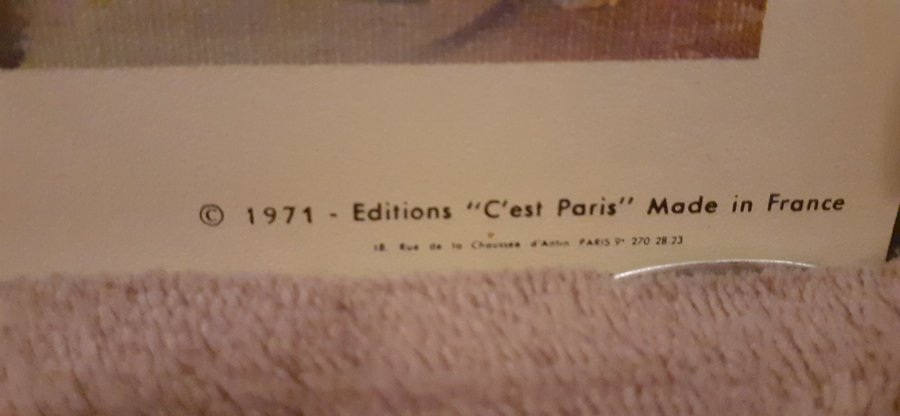 © 1971 - Editions "C'est Paris" Made in France
18, Rue de la Chaussée d'Antin PARIS 9e 270 28.23